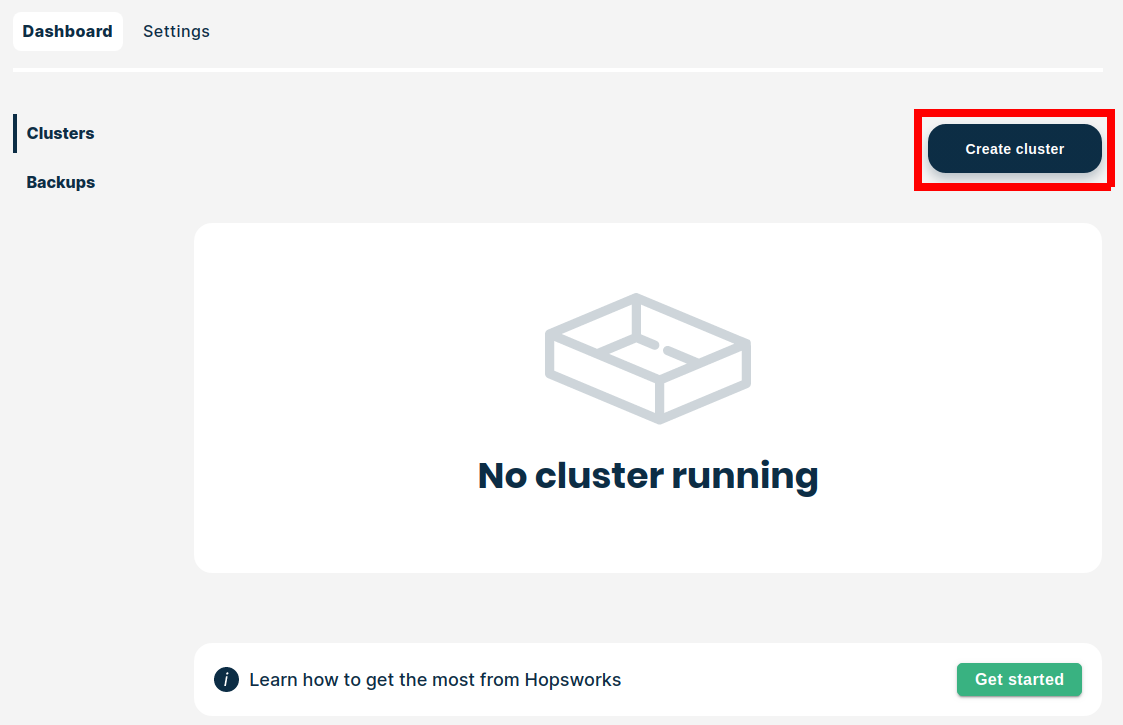 Dashboard Settings
Clusters
Create cluster
Backups
No cluster running
i Learn how to get the most from Hopsworks
Get started